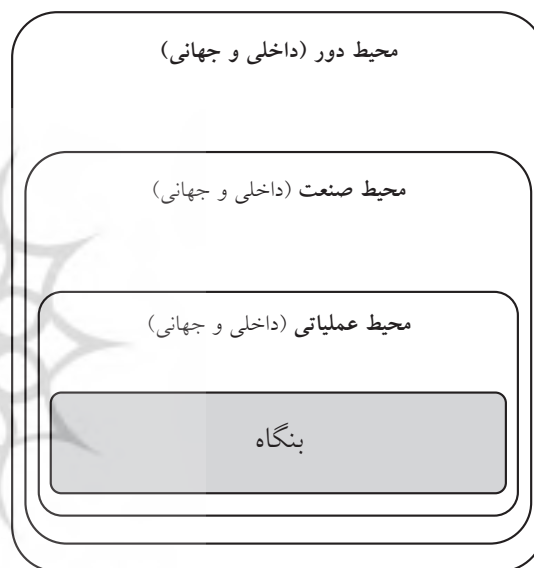 محیط دور (داخلی و جهانی)
محیط صنعت (داخلی و جهانی)
محیط عملیاتی (داخلی و جهانی)
بنگاه